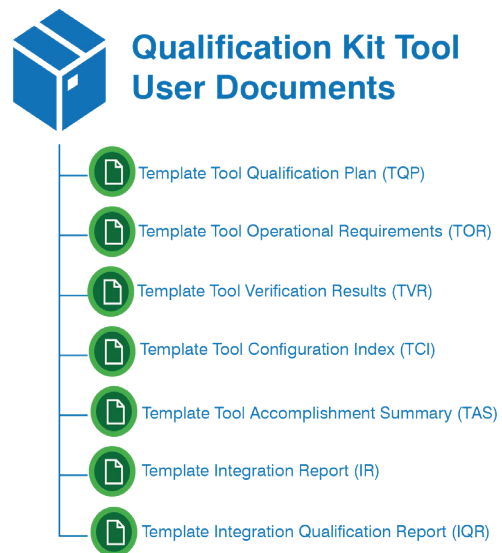 Qualification Kit Tool
User Documents
Template Tool Qualification Plan (TQP)
Template Tool Operational Requirements (TOR)
Template Tool Verification Results (TVR)
Template Tool Configuration Index (TCI)
Template Tool Accomplishment Summary (TAS)
Template Integration Report (IR)
Template Integration Qualification Report (IQR)